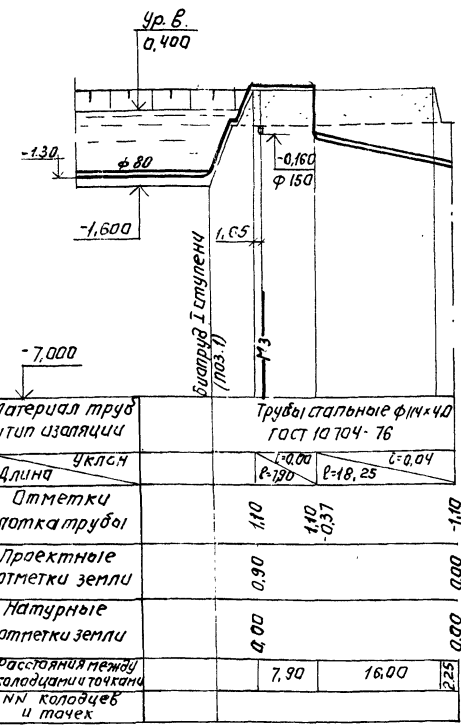 Ур. в.
0,400
-1.30
ф80
-0,160
ф150
-1,600
1,65
Биопруд I ступени
(поз.1)
М3
-7,000
Материал труб
и тип изоляции
Трубы стальные ф114×4,0
ГОСТ 10704-76
Уклон
Длина
i=0.00
l=7,90
i=0,04
l=18,25
Отметки
лотка трубы
1,10
1,10
-0,37
-1,10
Проектные
отметки земли
0,90
0,00
Натурные
отметки земли
0,00
0,00
Расстояния между
колодцами и точками
7,90
16,00
2,25
NN колодцев
и точек